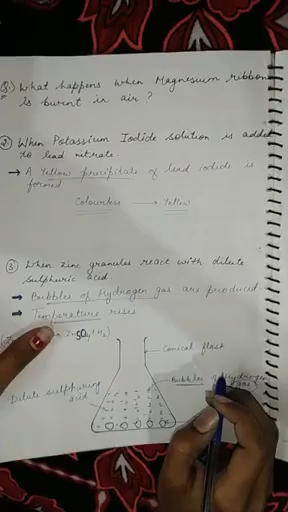 Q.1) What happens when Magnesium ribbon
is burnt in air ?
② When Potassium Iodide solution is added
to lead nitrate.
→ A Yellow precipitate of lead iodide is
formed
Colourless → Yellow
③ When zinc granules react with dilute
sulphuric acid.
→ Bubbles of Hydrogen gas are produced
→ Temperature rises
Conical flask
Dilute sulphuring
acid
Bubbles of Hydrogen
gas